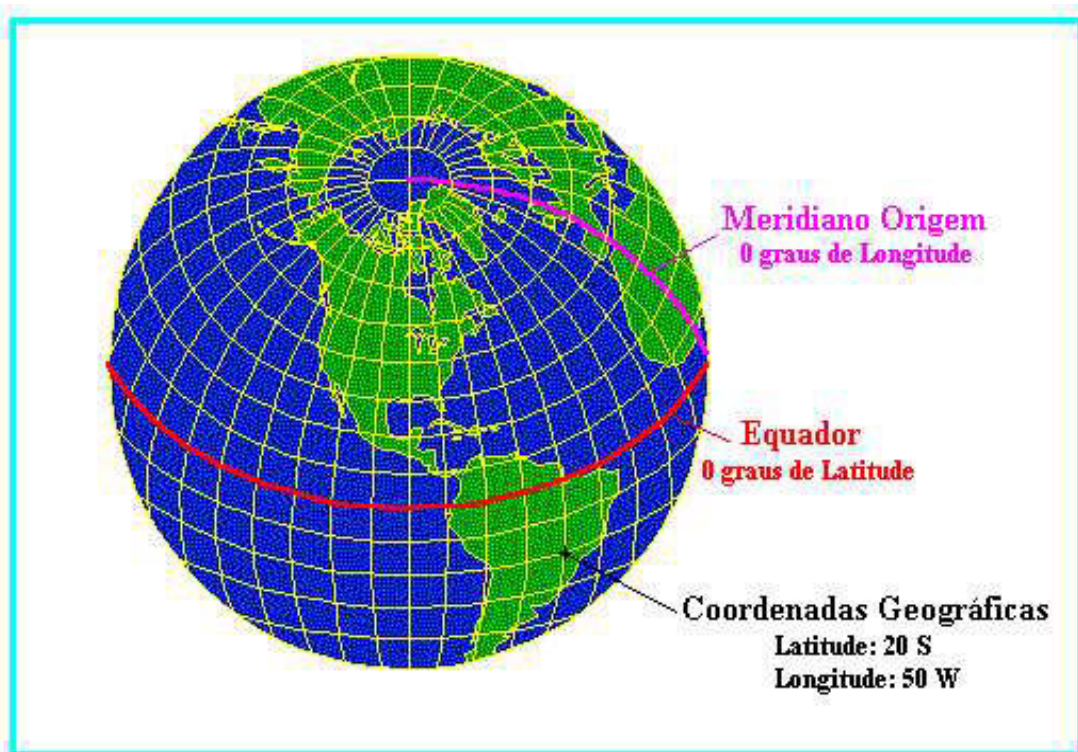 Meridiano Origem
0 graus de Longitude
Equador
0 graus de Latitude
Coordenadas Geográficas
Latitude: 20 S
Longitude: 50 W